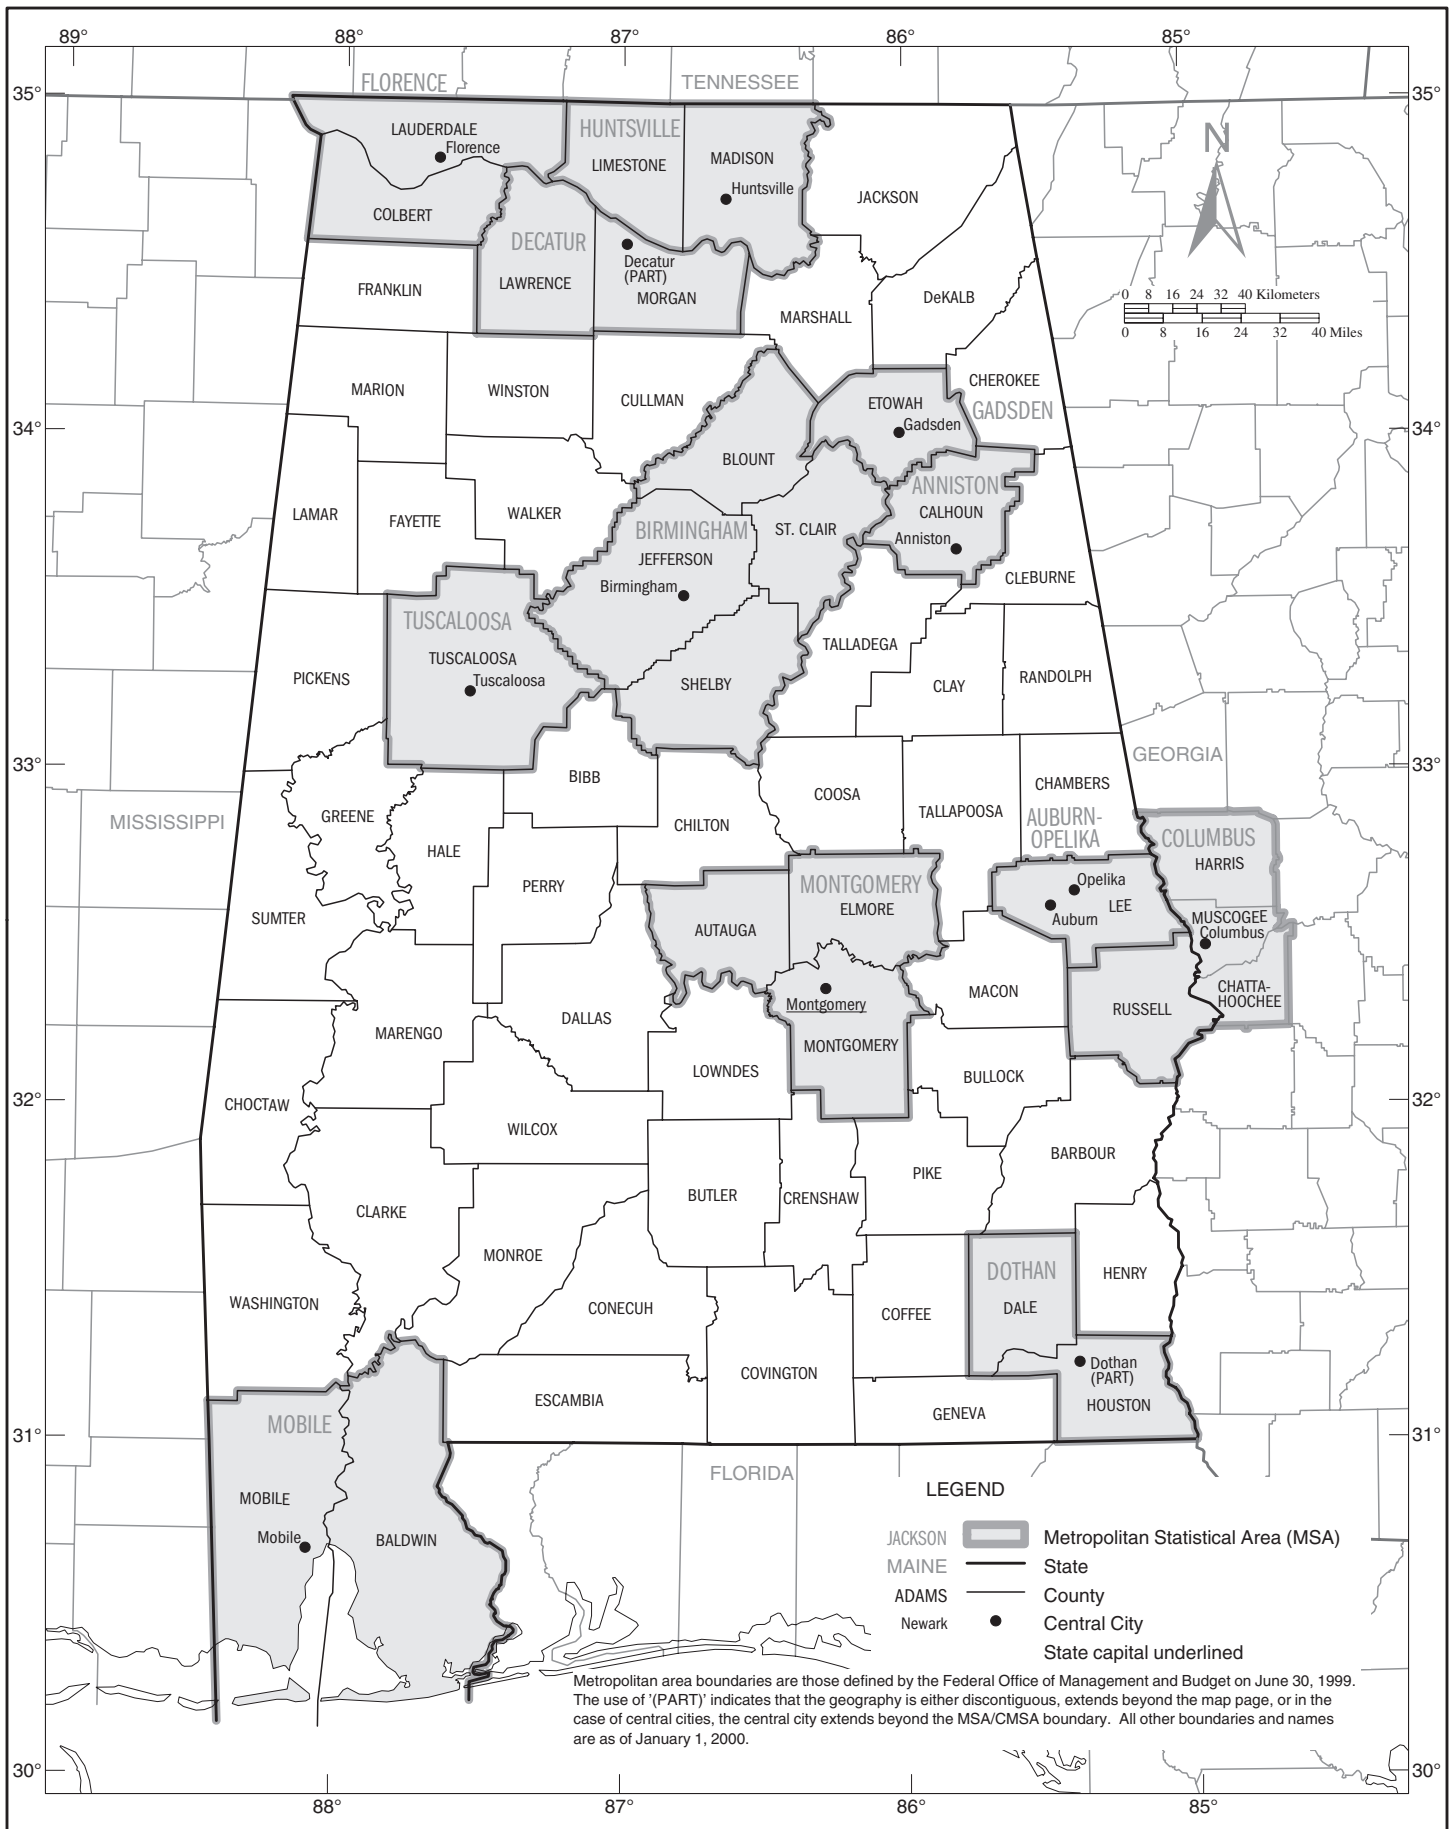 89°
88°
87°
86°
85°
35°
35°
FLORENCE
TENNESSEE
N
LAUDERDALE
Florence
HUNTSVILLE
LIMESTONE
MADISON
Huntsville
JACKSON
COLBERT
DECATUR
Decatur
(PART)
LAWRENCE
MORGAN
FRANKLIN
MARSHALL
DeKALB
0 8 16 24 32 40 Kilometers
0 8 16 24 32 40 Miles
MARION
WINSTON
CULLMAN
CHEROKEE
ETOWAH
GADSDEN
Gadsden
34°
34°
BLOUNT
ANNISTON
CALHOUN
Anniston
LAMAR
FAYETTE
WALKER
BIRMINGHAM
ST. CLAIR
JEFFERSON
Birmingham
CLEBURNE
TUSCALOOSA
TUSCALOOSA
Tuscaloosa
TALLADEGA
PICKENS
SHELBY
CLAY
RANDOLPH
33°
33°
GEORGIA
BIBB
COOSA
CHAMBERS
MISSISSIPPI
GREENE
CHILTON
TALLAPOOSA
AUBURN-
OPELIKA
COLUMBUS
HARRIS
HALE
PERRY
MONTGOMERY
ELMORE
Opelika
LEE
Auburn
SUMTER
AUTAUGA
MUSCOGEE
Columbus
MACON
CHATTA-
HOOCHEE
Montgomery
RUSSELL
DALLAS
MARENGO
MONTGOMERY
LOWNDES
BULLOCK
32°
32°
CHOCTAW
WILCOX
BARBOUR
PIKE
BUTLER
CRENSHAW
CLARKE
MONROE
DOTHAN
HENRY
WASHINGTON
CONECUH
COFFEE
DALE
Dothan
(PART)
COVINGTON
ESCAMBIA
HOUSTON
GENEVA
31°
31°
MOBILE
FLORIDA
MOBILE
Mobile
BALDWIN
LEGEND
JACKSON Metropolitan Statistical Area (MSA)
MAINE State
ADAMS County
Newark Central City
State capital underlined
Metropolitan area boundaries are those defined by the Federal Office of Management and Budget on June 30, 1999.
The use of '(PART)' indicates that the geography is either discontiguous, extends beyond the map page, or in the
case of central cities, the central city extends beyond the MSA/CMSA boundary. All other boundaries and names
are as of January 1, 2000.
30°
30°
88°
87°
86°
85°